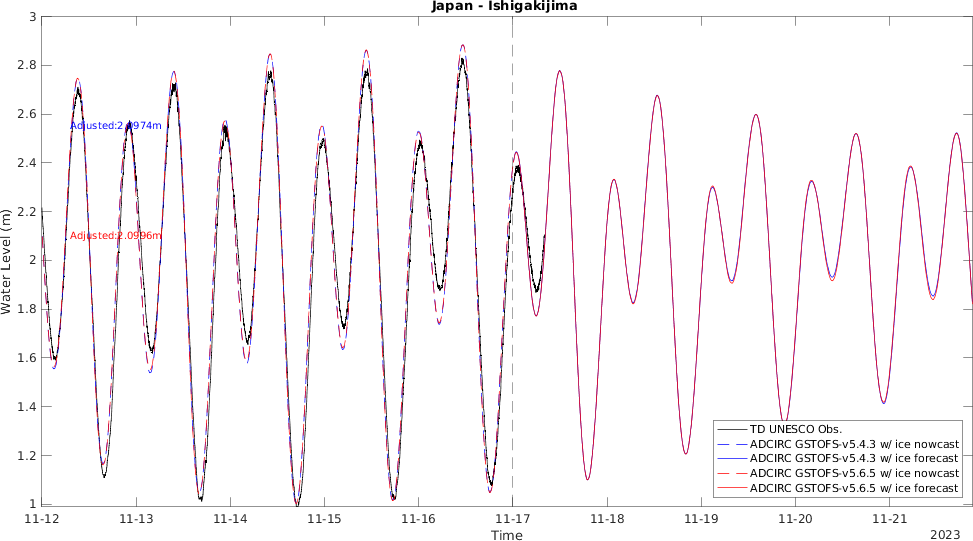 Japan - Ishigakijima
3
2.8
2.6
2.4
2.2
2
1.8
1.6
1.4
1.2
1
Water Level (m)
Adjusted:2.0974m
Adjusted:2.0996m
TD UNESCO Obs.
ADCIRC GSTOFS-v5.4.3 w/ ice nowcast
ADCIRC GSTOFS-v5.4.3 w/ ice forecast
ADCIRC GSTOFS-v5.6.5 w/ ice nowcast
ADCIRC GSTOFS-v5.6.5 w/ ice forecast
11-12 11-13 11-14 11-15 11-16 11-17 11-18 11-19 11-20 11-21
Time
2023